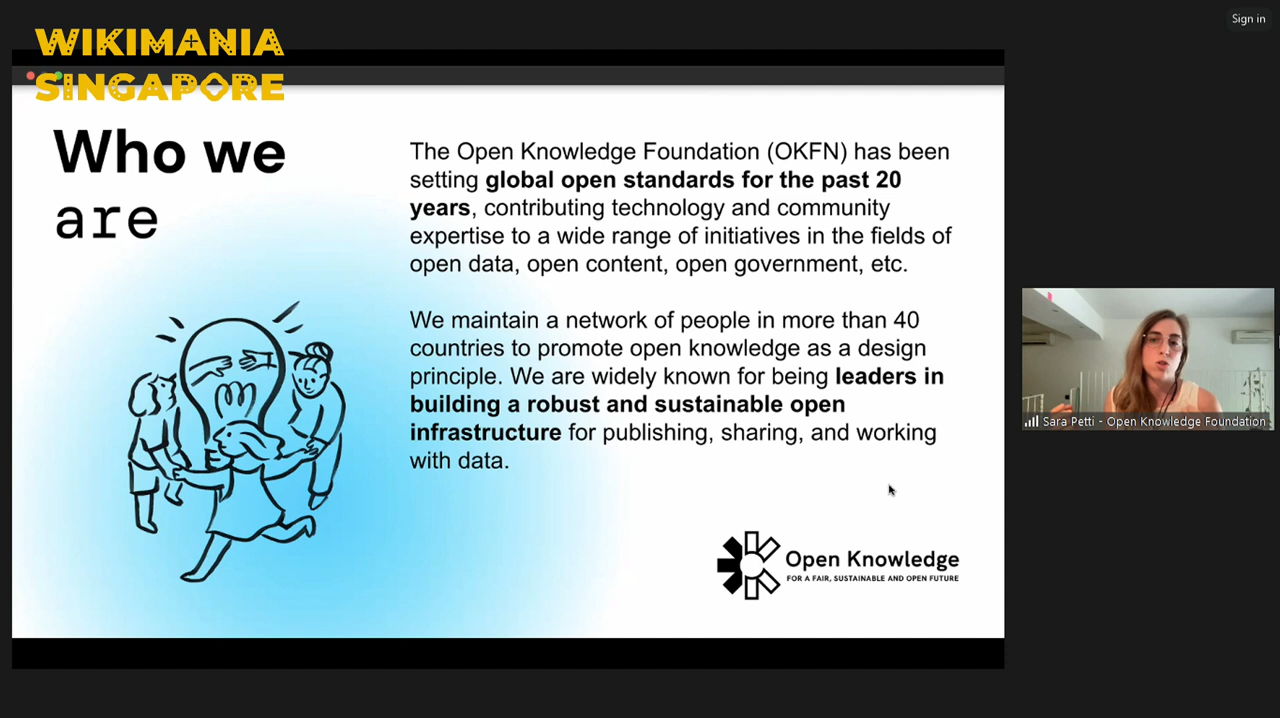 Sign in
WIKIMANIA
SINGAPORE
Who we
are
The Open Knowledge Foundation (OKFN) has been
setting global open standards for the past 20
years, contributing technology and community
expertise to a wide range of initiatives in the fields of
open data, open content, open government, etc.
We maintain a network of people in more than 40
countries to promote open knowledge as a design
principle. We are widely known for being leaders in
building a robust and sustainable open
infrastructure for publishing, sharing, and working
with data.
Open Knowledge
FOR A FAIR, SUSTAINABLE AND OPEN FUTURE
Sara Petti - Open Knowledge Foundation